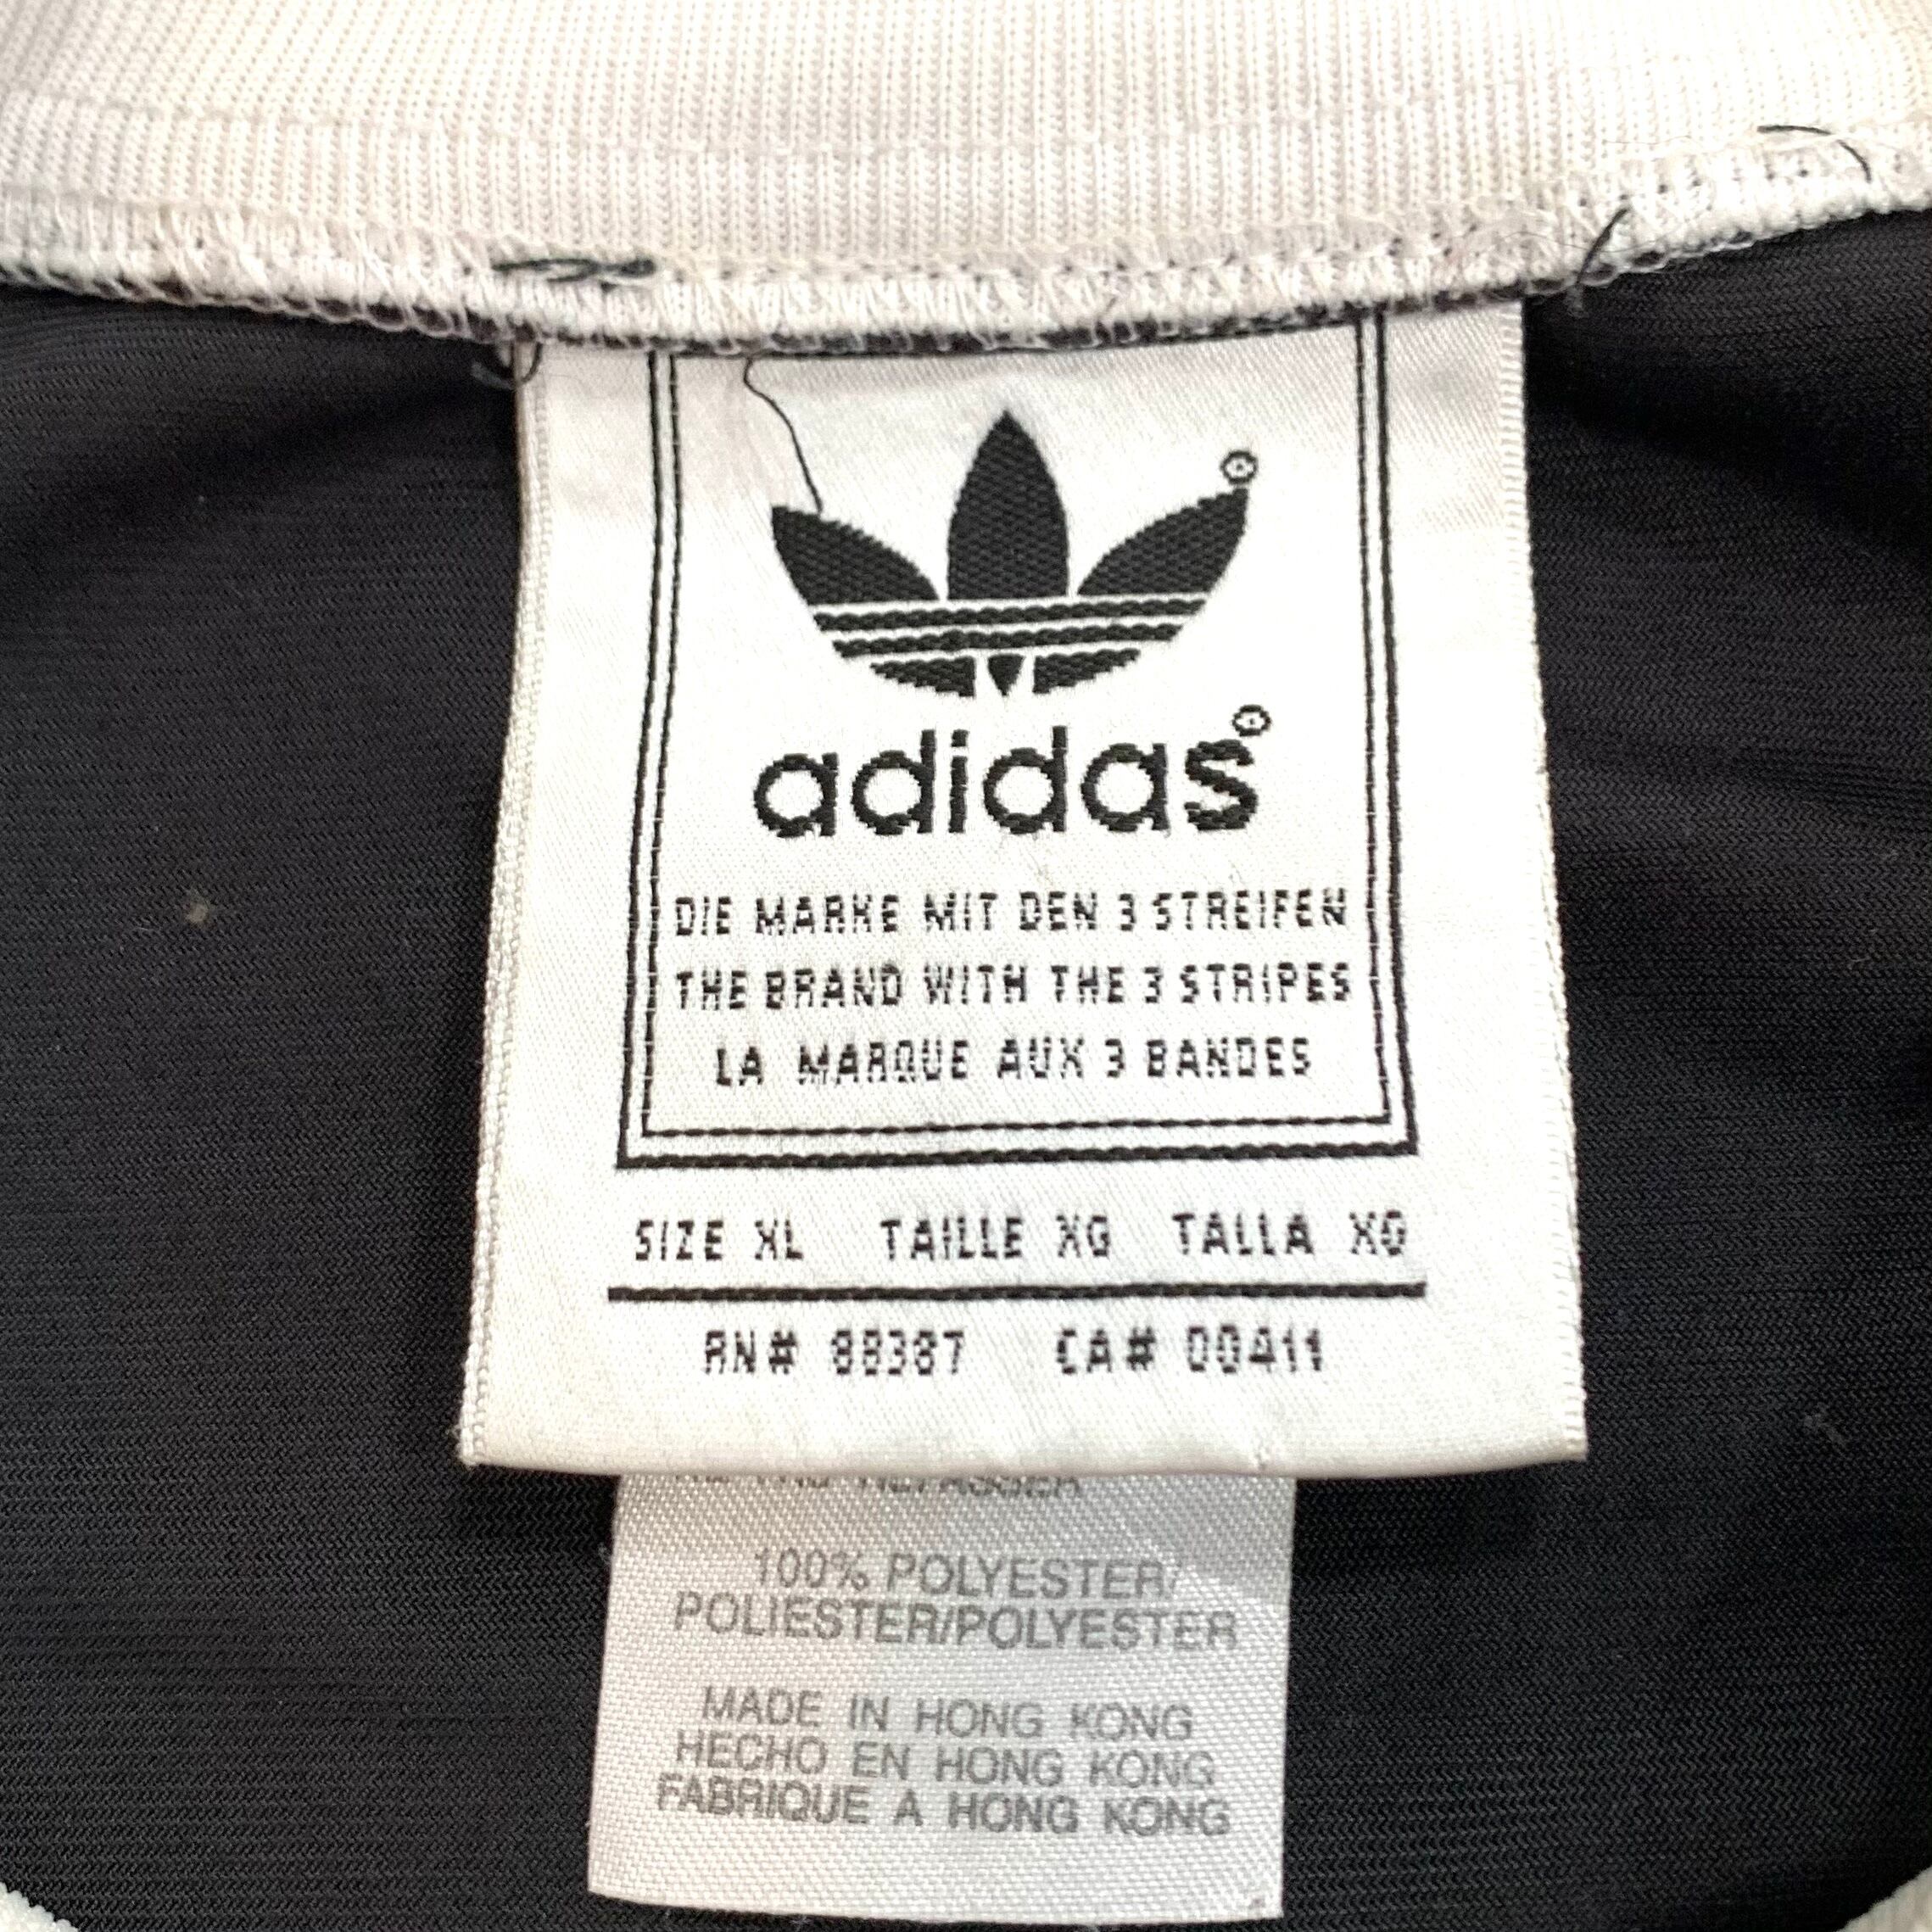 adidas®
DIE MARKE MIT DEN 3 STREIFEN
THE BRAND WITH THE 3 STRIPES
LA MARQUE AUX 3 BANDES
SIZE XL TAILLE XG TALLA XG
RN# 88387 CA# 00411
REPASSER
100% POLYESTER/
POLIESTER/POLYESTER
MADE IN HONG KONG
HECHO EN HONG KONG
FABRIQUE A HONG KONG